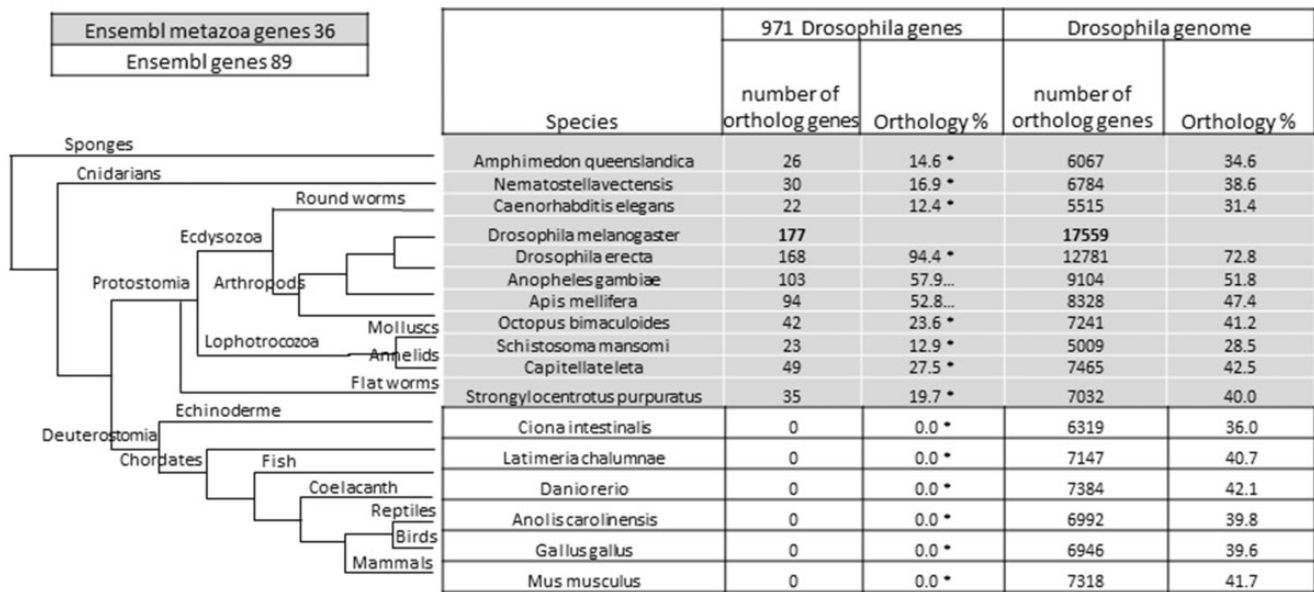 Ensembl metazoa genes 36
Ensembl genes 89
971 Drosophila genes Drosophila genome
Species number of ortholog genes Orthology % number of ortholog genes Orthology %
Sponges
Cnidarians
Round worms
Ecdysozoa
Protostomia
Arthropods
Molluscs
Lophotrocozoa
Annelids
Flat worms
Echinoderme
Deuterostomia
Chordates
Fish
Coelacanth
Reptiles
Birds
Mammals
Amphimedon queenslandica 26 14.6 * 6067 34.6
Nematostellavectensis 30 16.9 * 6784 38.6
Caenorhabditis elegans 22 12.4 * 5515 31.4
Drosophila melanogaster 177 17559
Drosophila erecta 168 94.4 * 12781 72.8
Anopheles gambiae 103 57.9... 9104 51.8
Apis mellifera 94 52.8... 8328 47.4
Octopus bimaculoides 42 23.6 * 7241 41.2
Schistosoma mansomi 23 12.9 * 5009 28.5
Capitellateleta 49 27.5 * 7465 42.5
Strongylocentrotus purpuratus 35 19.7 * 7032 40.0
Ciona intestinalis 0 0.0 * 6319 36.0
Latimeria chalumnae 0 0.0 * 7147 40.7
Daniorerio 0 0.0 * 7384 42.1
Anolis carolinensis 0 0.0 * 6992 39.8
Gallus gallus 0 0.0 * 6946 39.6
Mus musculus 0 0.0 * 7318 41.7